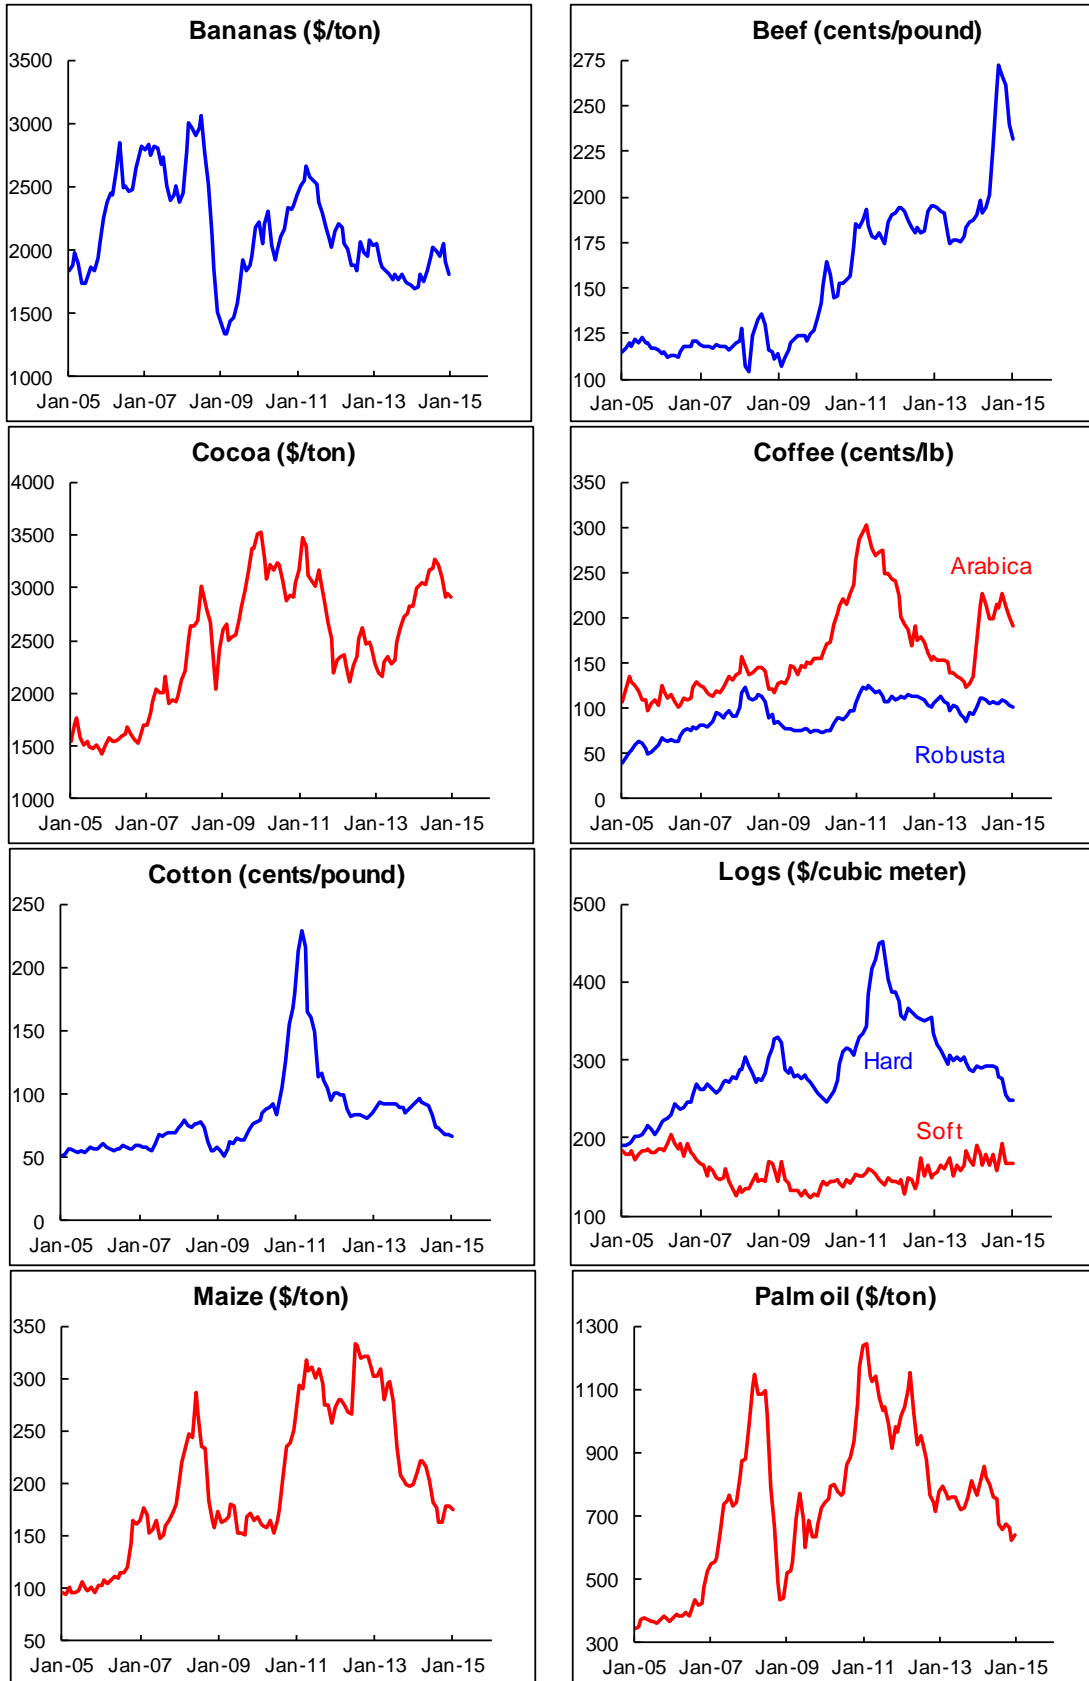 Bananas ($/ton)
3500
3000
2500
2000
1500
1000
Jan-05 Jan-07 Jan-09 Jan-11 Jan-13 Jan-15
Beef (cents/pound)
275
250
225
200
175
150
125
100
Jan-05 Jan-07 Jan-09 Jan-11 Jan-13 Jan-15
Cocoa ($/ton)
4000
3500
3000
2500
2000
1500
1000
Jan-05 Jan-07 Jan-09 Jan-11 Jan-13 Jan-15
Coffee (cents/lb)
350
300
250
200
150
100
50
0
Arabica
Robusta
Jan-05 Jan-07 Jan-09 Jan-11 Jan-13 Jan-15
Cotton (cents/pound)
250
200
150
100
50
0
Jan-05 Jan-07 Jan-09 Jan-11 Jan-13 Jan-15
Logs ($/cubic meter)
500
400
300
200
100
Hard
Soft
Jan-05 Jan-07 Jan-09 Jan-11 Jan-13 Jan-15
Maize ($/ton)
350
300
250
200
150
100
50
Jan-05 Jan-07 Jan-09 Jan-11 Jan-13 Jan-15
Palm oil ($/ton)
1300
1100
900
700
500
300
Jan-05 Jan-07 Jan-09 Jan-11 Jan-13 Jan-15